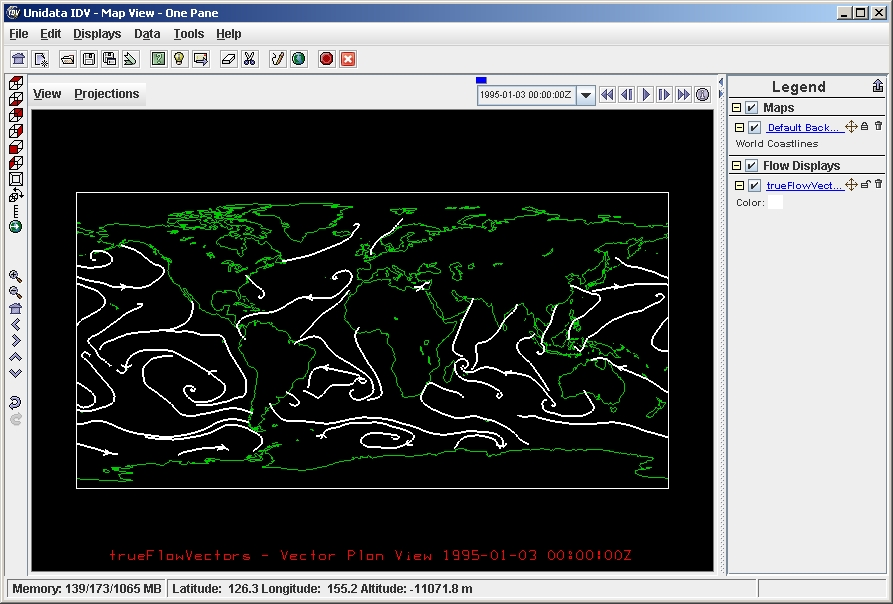 Unidata IDV - Map View - One Pane
File Edit Displays Data Tools Help
View Projections
1995-01-03 00:00:00Z
Legend
Maps
Default Back...
World Coastlines
Flow Displays
trueFlowVect...
Color:
trueFlowVectors - Vector Plan View 1995-01-03 00:00:00Z
Memory: 139/173/1065 MB Latitude: 126.3 Longitude: 155.2 Altitude: -11071.8 m